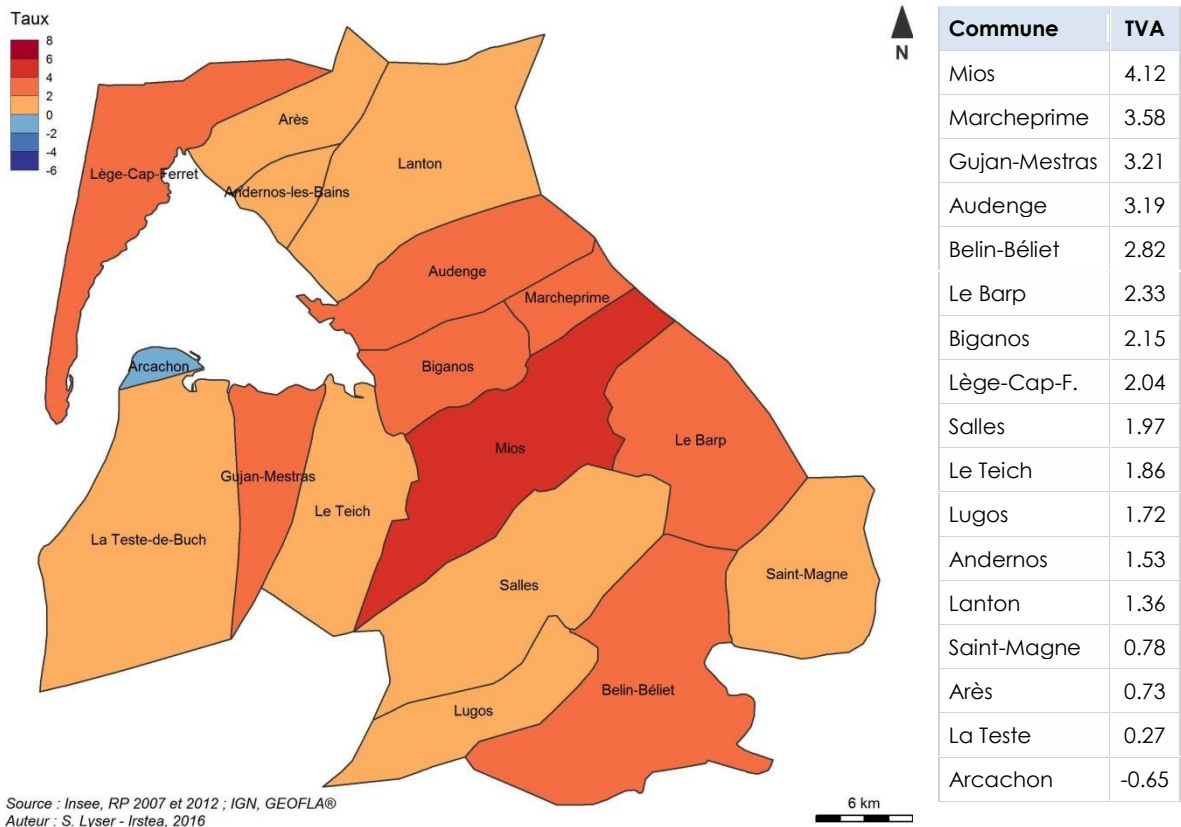 Taux
8
6
4
2
0
-2
-4
-6
N
Arès
Lanton
Lège-Cap-Ferret
Andernos-les-Bains
Audenge
Marcheprime
Arcachon
Biganos
Le Barp
Mios
Gujan-Mestras
Le Teich
La Teste-de-Buch
Salles
Saint-Magne
Belin-Béliet
Lugos
6 km
Source : Insee, RP 2007 et 2012 ; IGN, GEOFLA®
Auteur : S. Lyser - Irstea, 2016
Commune TVA
Mios 4.12
Marcheprime 3.58
Gujan-Mestras 3.21
Audenge 3.19
Belin-Béliet 2.82
Le Barp 2.33
Biganos 2.15
Lège-Cap-F. 2.04
Salles 1.97
Le Teich 1.86
Lugos 1.72
Andernos 1.53
Lanton 1.36
Saint-Magne 0.78
Arès 0.73
La Teste 0.27
Arcachon -0.65